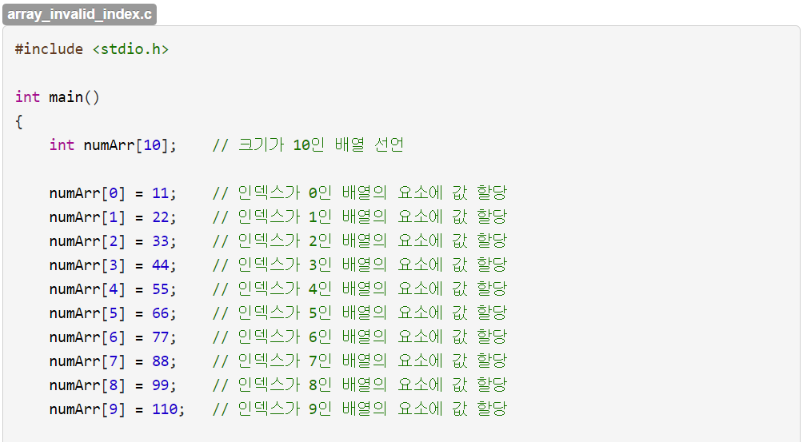 array_invalid_index.c
#include <stdio.h>
int main()
{
int numArr[10];    // 크기가 10인 배열 선언
numArr[0] = 11;    // 인덱스가 0인 배열의 요소에 값 할당
numArr[1] = 22;    // 인덱스가 1인 배열의 요소에 값 할당
numArr[2] = 33;    // 인덱스가 2인 배열의 요소에 값 할당
numArr[3] = 44;    // 인덱스가 3인 배열의 요소에 값 할당
numArr[4] = 55;    // 인덱스가 4인 배열의 요소에 값 할당
numArr[5] = 66;    // 인덱스가 5인 배열의 요소에 값 할당
numArr[6] = 77;    // 인덱스가 6인 배열의 요소에 값 할당
numArr[7] = 88;    // 인덱스가 7인 배열의 요소에 값 할당
numArr[8] = 99;    // 인덱스가 8인 배열의 요소에 값 할당
numArr[9] = 110;   // 인덱스가 9인 배열의 요소에 값 할당